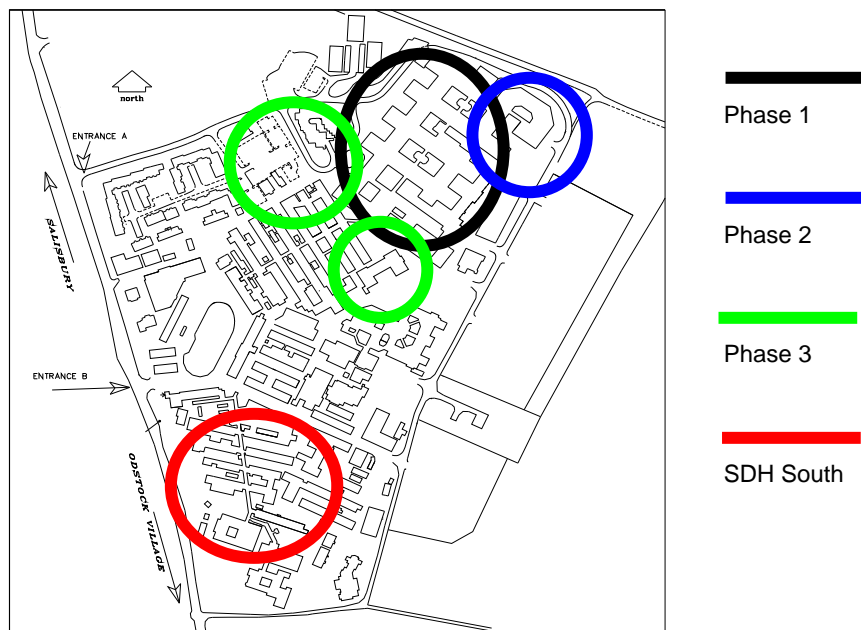 north
ENTRANCE A
SALISBURY
ENTRANCE B
ODSTOCK VILLAGE
Phase 1
Phase 2
Phase 3
SDH South